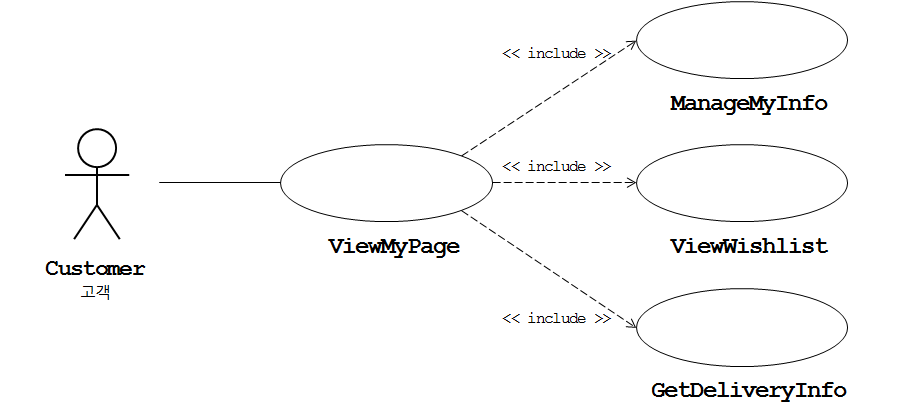 << include >>
ManageMyInfo
<< include >>
ViewMyPage
ViewWishlist
Customer
고객
<< include >>
GetDeliveryInfo